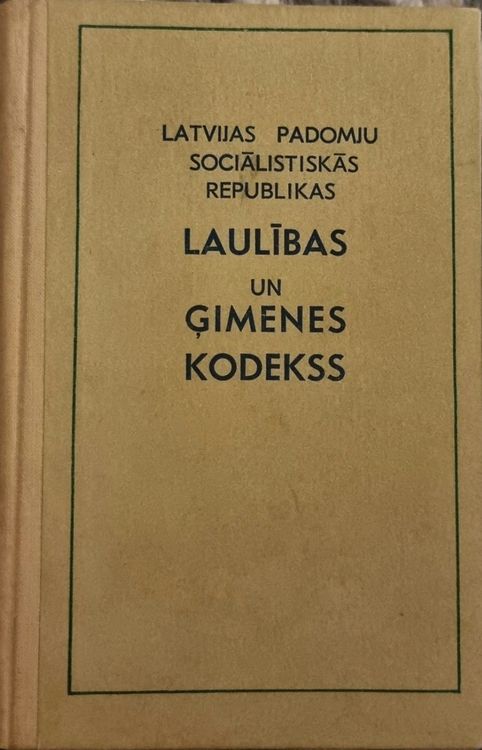 LATVIJAS PADOMJU
SOCIĀLISTISKĀS
REPUBLIKAS
LAULĪBAS
UN
ĢIMENES
KODEKSS